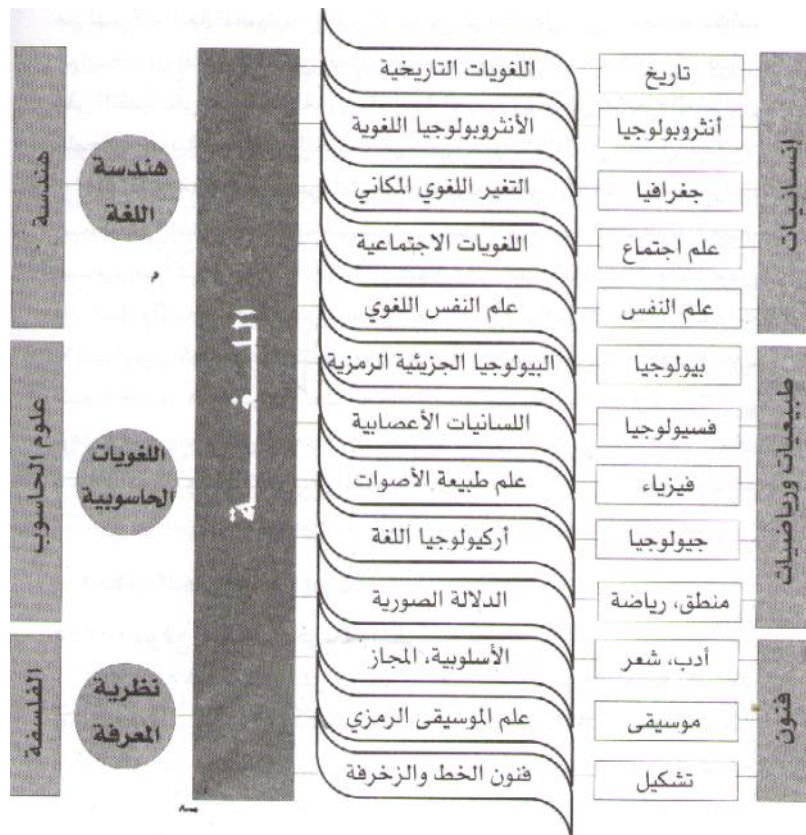 إنسانيات
تاريخ
اللغويات التاريخية
أنثروبولوجيا
الأنثروبولوجيا اللغوية
جغرافيا
التغير اللغوي المكاني
علم اجتماع
اللغويات الاجتماعية
علم النفس
علم النفس اللغوي
طبيعيات ورياضيات
بيولوجيا
البيولوجيا الجزيئية الرمزية
فسيولوجيا
اللسانيات الأعصابية
فيزياء
علم طبيعة الأصوات
جيولوجيا
أركيولوجيا اللغة
منطق، رياضة
الدلالة الصورية
فنون
أدب، شعر
الأسلوبية، المجاز
موسيقى
علم الموسيقى الرمزي
تشكيل
فنون الخط والزخرفة
اللغة
هندسة
اللغة
هندسة
اللغويات
الحاسوبية
علوم الحاسوب
نظرية
المعرفة
الفلسفة